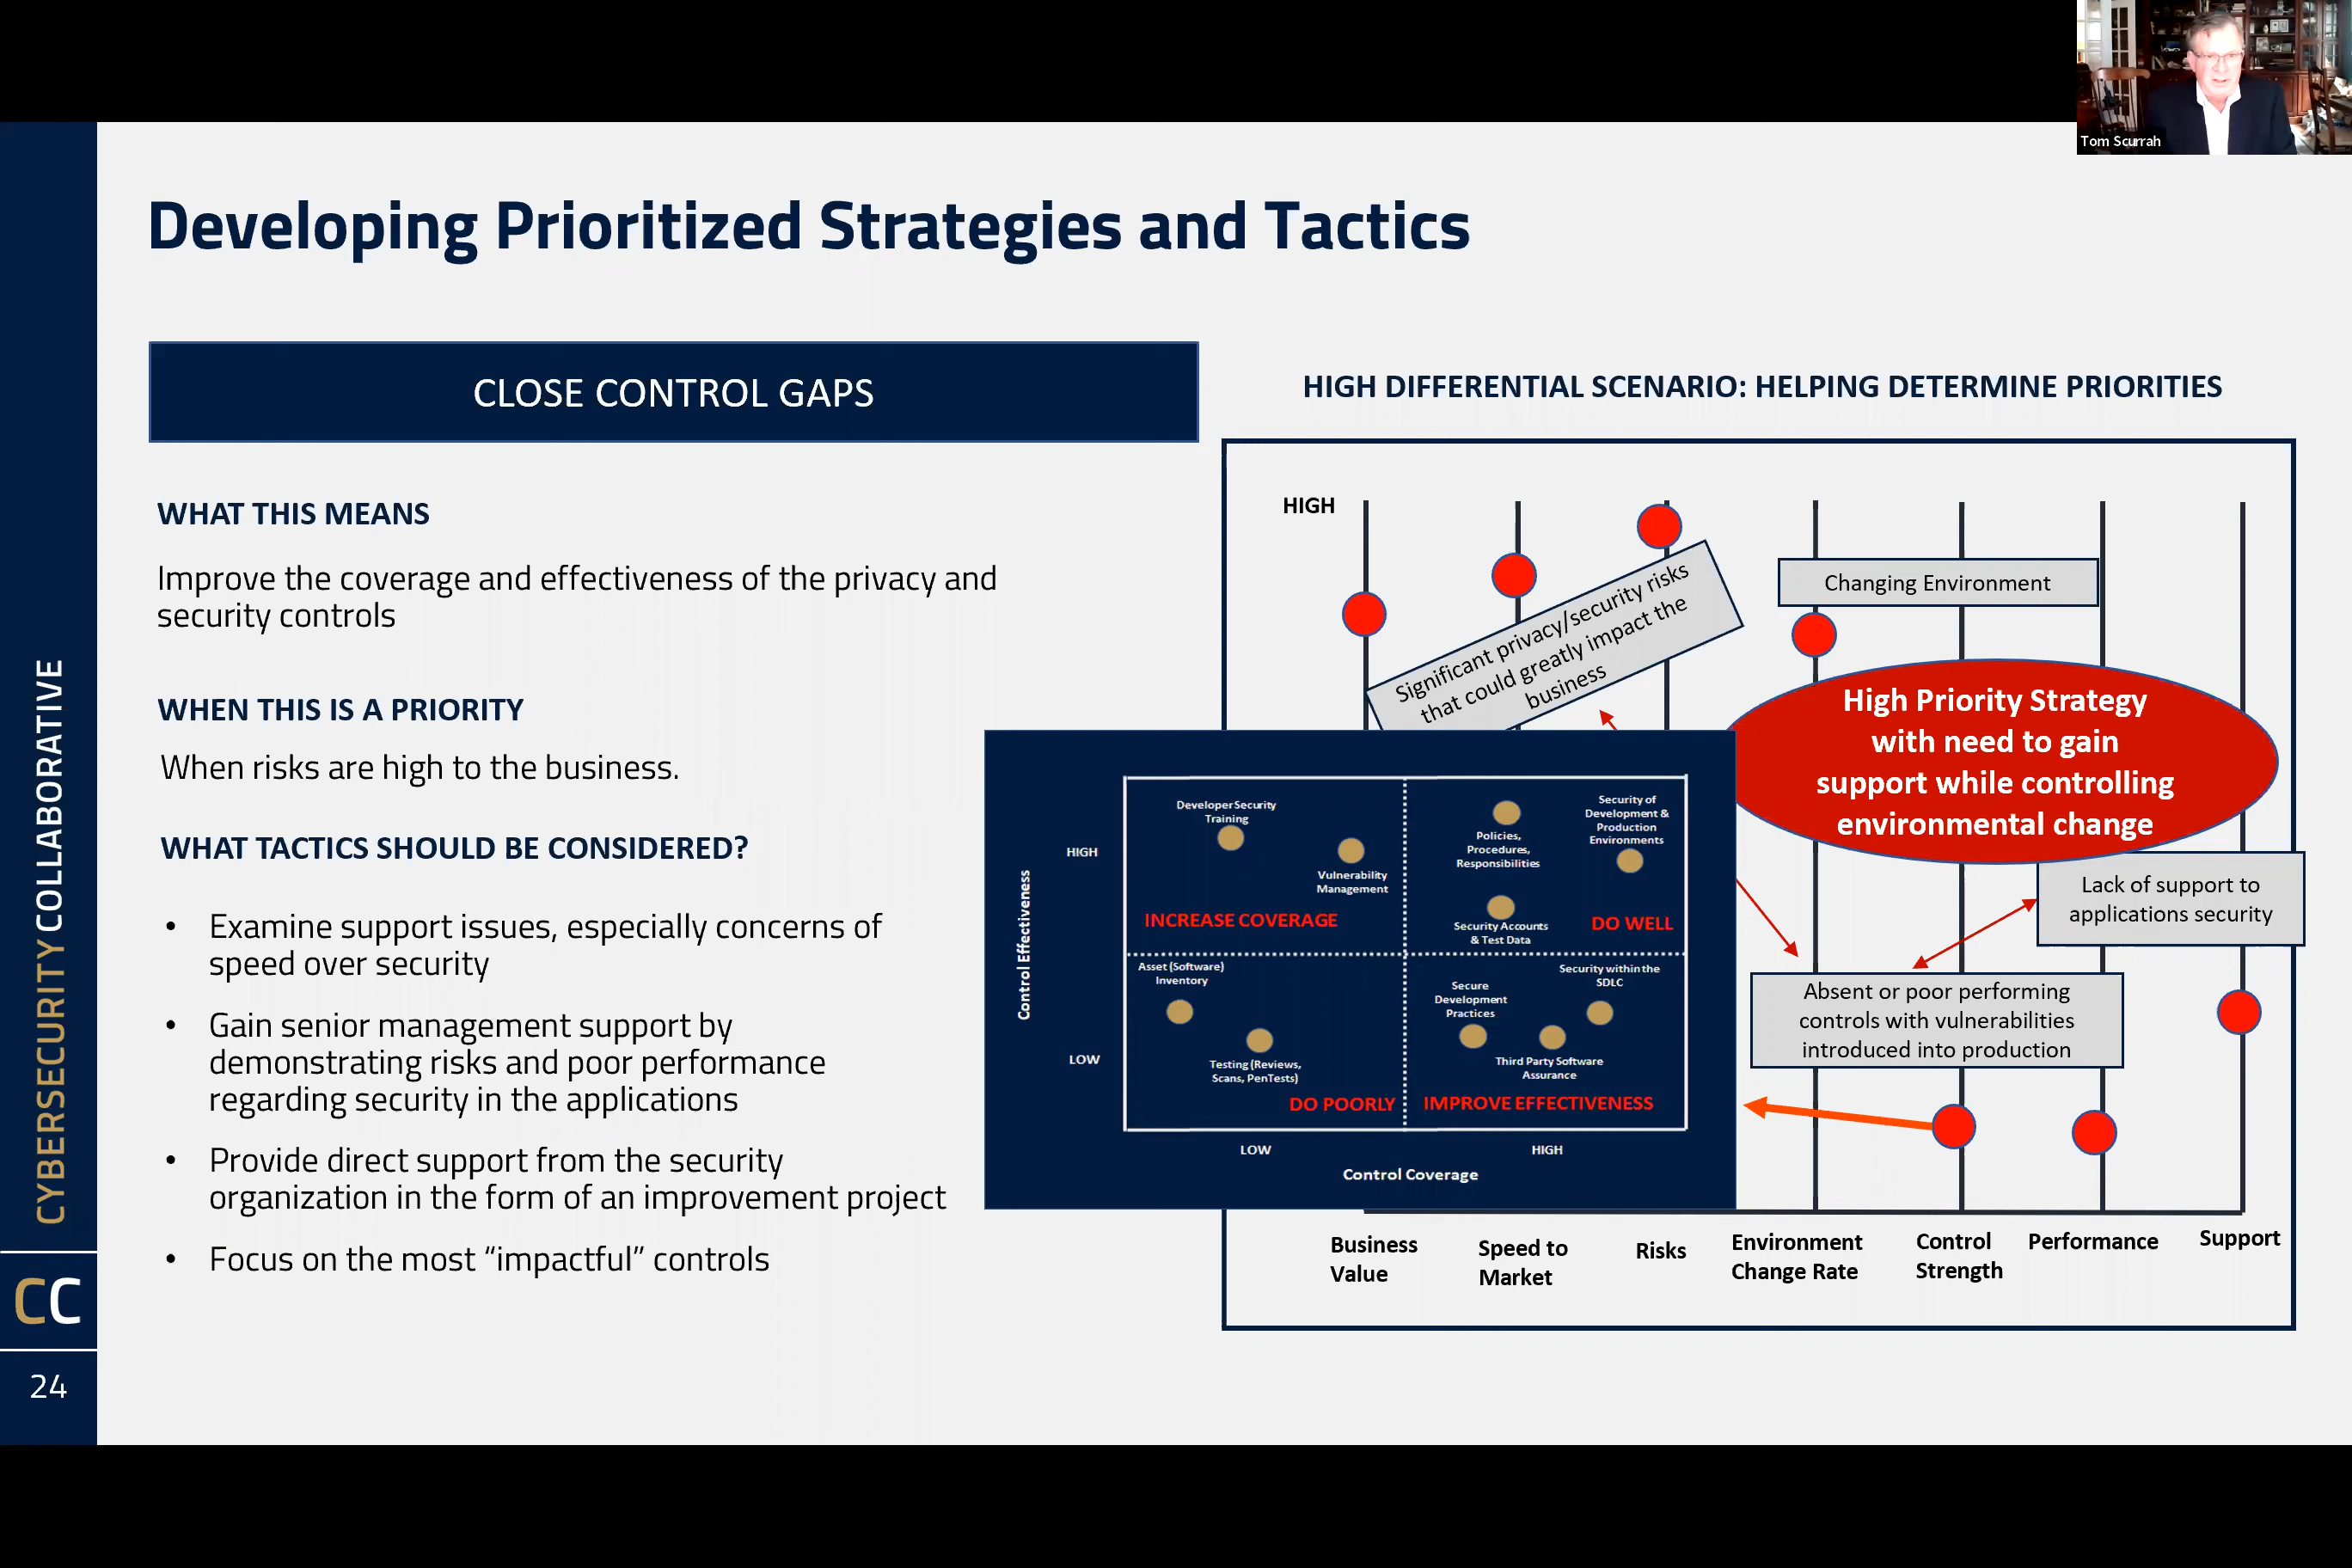 Tom Scurrah
Developing Prioritized Strategies and Tactics
CLOSE CONTROL GAPS
WHAT THIS MEANS
Improve the coverage and effectiveness of the privacy and
security controls
WHEN THIS IS A PRIORITY
When risks are high to the business.
WHAT TACTICS SHOULD BE CONSIDERED?
• Examine support issues, especially concerns of
speed over security
• Gain senior management support by
demonstrating risks and poor performance
regarding security in the applications
• Provide direct support from the security
organization in the form of an improvement project
• Focus on the most “impactful” controls
HIGH DIFFERENTIAL SCENARIO: HELPING DETERMINE PRIORITIES
HIGH
Significant privacy/security risks
that could greatly impact the
business
Changing Environment
High Priority Strategy
with need to gain
support while controlling
environmental change
Lack of support to
applications security
Absent or poor performing
controls with vulnerabilities
introduced into production
Business
Value
Speed to
Market
Risks
Environment
Change Rate
Control
Strength
Performance
Support
Control Effectiveness
HIGH
LOW
Developer Security
Training
Vulnerability
Management
INCREASE COVERAGE
Policies,
Procedures,
Responsibilities
Security of
Development &
Production
Environments
Security Accounts
& Test Data
DO WELL
Asset (Software)
Inventory
Testing (Reviews,
Scans, PenTests)
DO POORLY
Secure
Development
Practices
Security within the
SDLC
Third Party Software
Assurance
IMPROVE EFFECTIVENESS
LOW
HIGH
Control Coverage
CYBERSECURITY COLLABORATIVE
CC
24